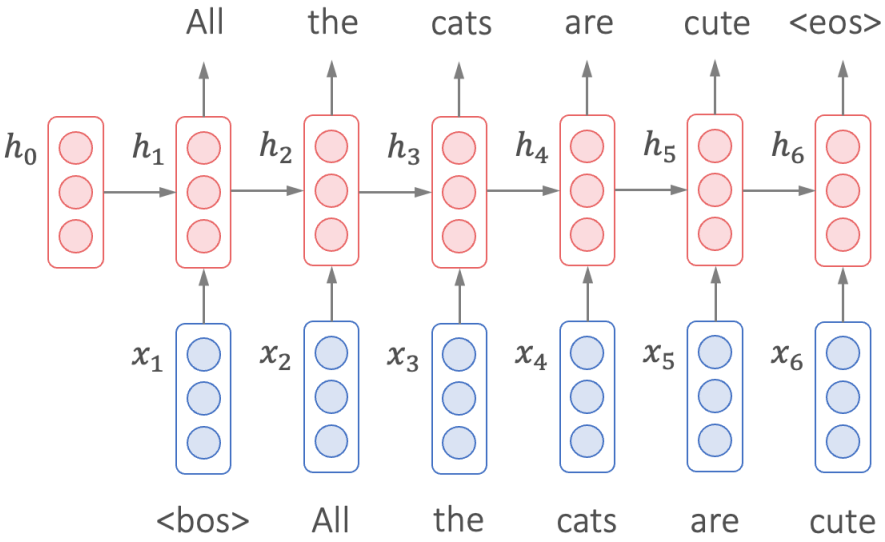 All the cats are cute <eos>
h₀ h₁ h₂ h₃ h₄ h₅ h₆
x₁ x₂ x₃ x₄ x₅ x₆
<bos> All the cats are cute